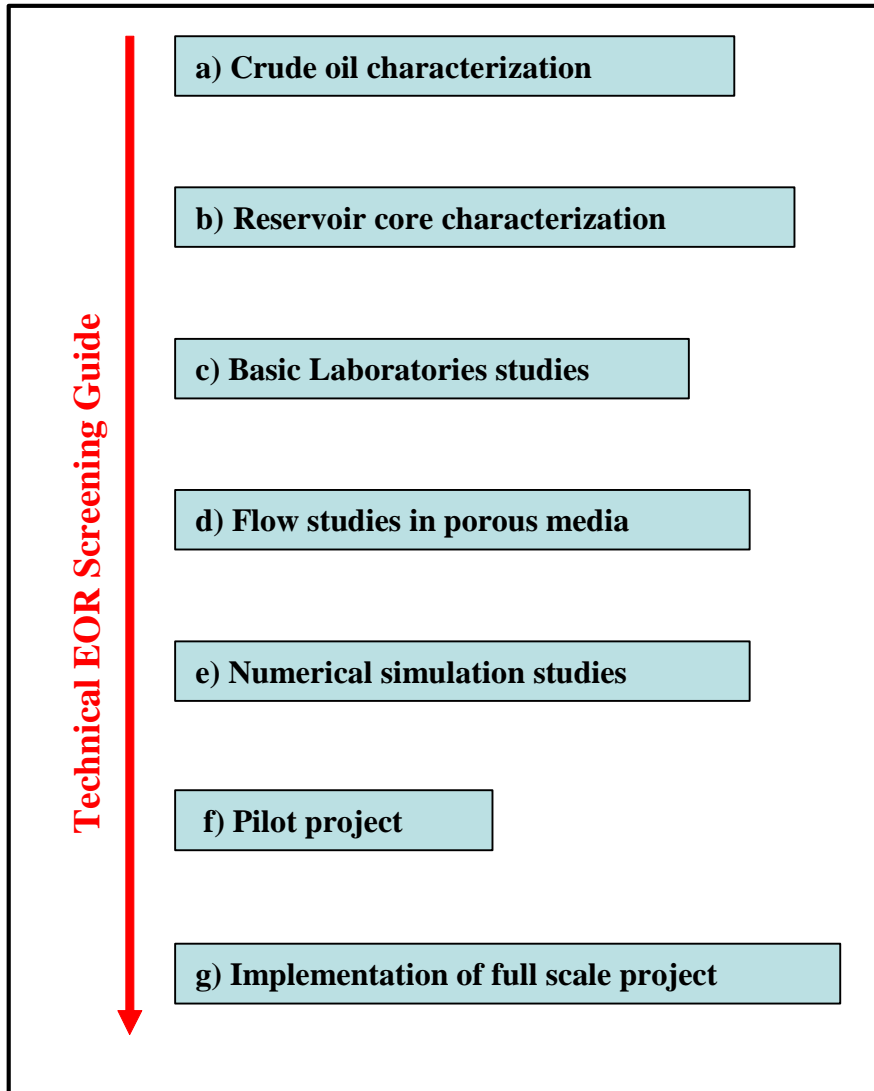 a) Crude oil characterization
b) Reservoir core characterization
c) Basic Laboratories studies
d) Flow studies in porous media
e) Numerical simulation studies
f) Pilot project
g) Implementation of full scale project
Technical EOR Screening Guide